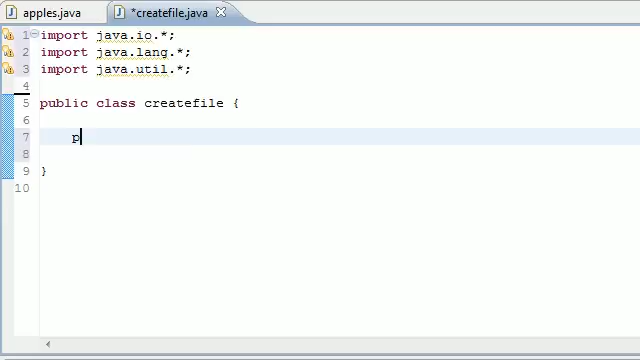 apples.java
*createfile.java
1 import java.io.*;
2 import java.lang.*;
3 import java.util.*;
4
5 public class createfile {
6
7 p
8
9 }
10